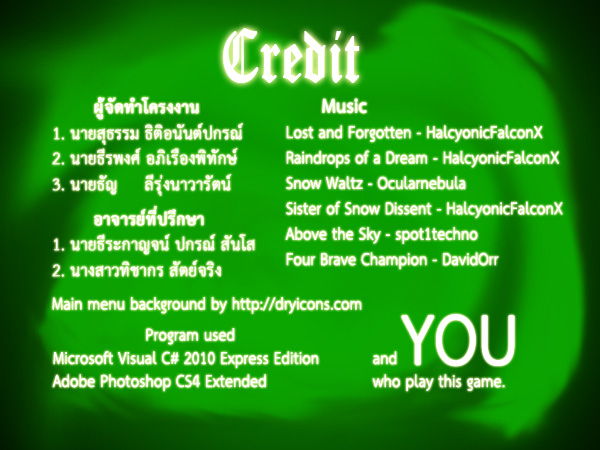 Credit
ผู้จัดทำโครงงาน
1. นายสุธรรม ธิติอนันต์ปกรณ์
2. นายธีรพงศ์ อภิเรืองพิทักษ์
3. นายธัญ ลีรุ่งนาวารัตน์
อาจารย์ที่ปรึกษา
1. นายธีระกาญจน์ ปกรณ์ สันโส
2. นางสาวทิชากร สัตย์จริง
Music
Lost and Forgotten - HalcyonicFalconX
Raindrops of a Dream - HalcyonicFalconX
Snow Waltz - Ocularnebula
Sister of Snow Dissent - HalcyonicFalconX
Above the Sky - spot1techno
Four Brave Champion - DavidOrr
Main menu background by http://dryicons.com
Program used
Microsoft Visual C# 2010 Express Edition
Adobe Photoshop CS4 Extended
and YOU
who play this game.